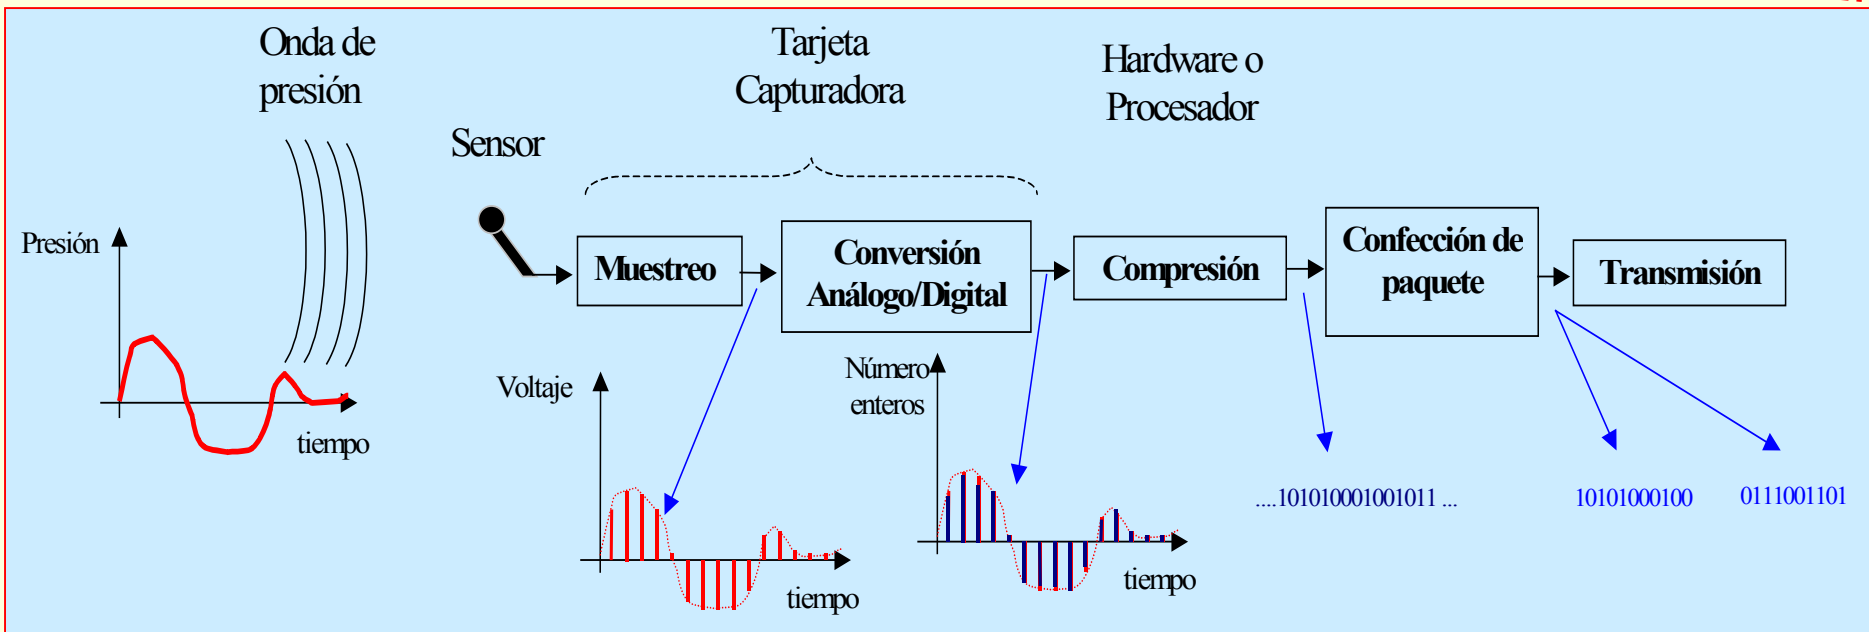 Onda de
presión
Tarjeta
Capturadora
Hardware o
Procesador
Sensor
Presión
Muestreo
Conversión
Análogo/Digital
Compresión
Confección de
paquete
Transmisión
tiempo
Voltaje
tiempo
Número
enteros
tiempo
....101010001001011 ...
10101000100
0111001101